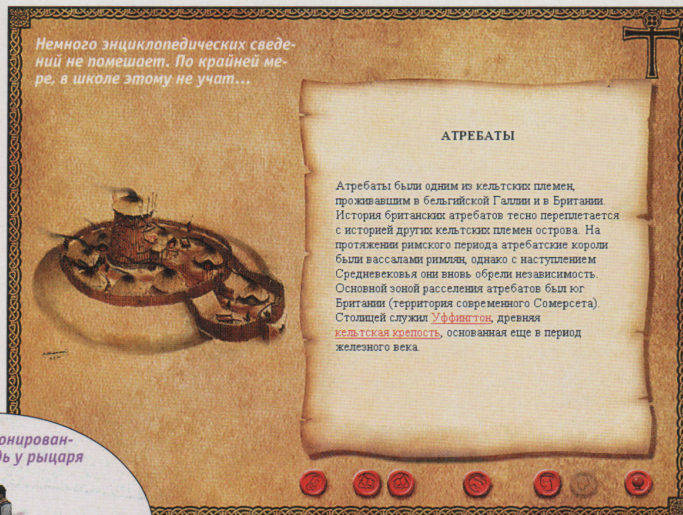 Немного энциклопедических сведе-
ний не помешает. По крайней ме-
ре, в школе этому не учат...
АТРЕБАТЫ
Атребаты были одним из кельтских племен,
проживавшим в бельгийской Галлии и в Британии.
История британских атребатов тесно переплетается
с историей других кельтских племен острова. На
протяжении римского периода атребатские короли
были вассалами римлян, однако с наступлением
Средневековья они вновь обрели независимость.
Основной зоной расселения атребатов был юг
Британии (территория современного Сомерсета).
Столицей служил Уффингтон, древняя
кельтская крепость, основанная еще в период
железного века.
онирован-
дь у рыцаря